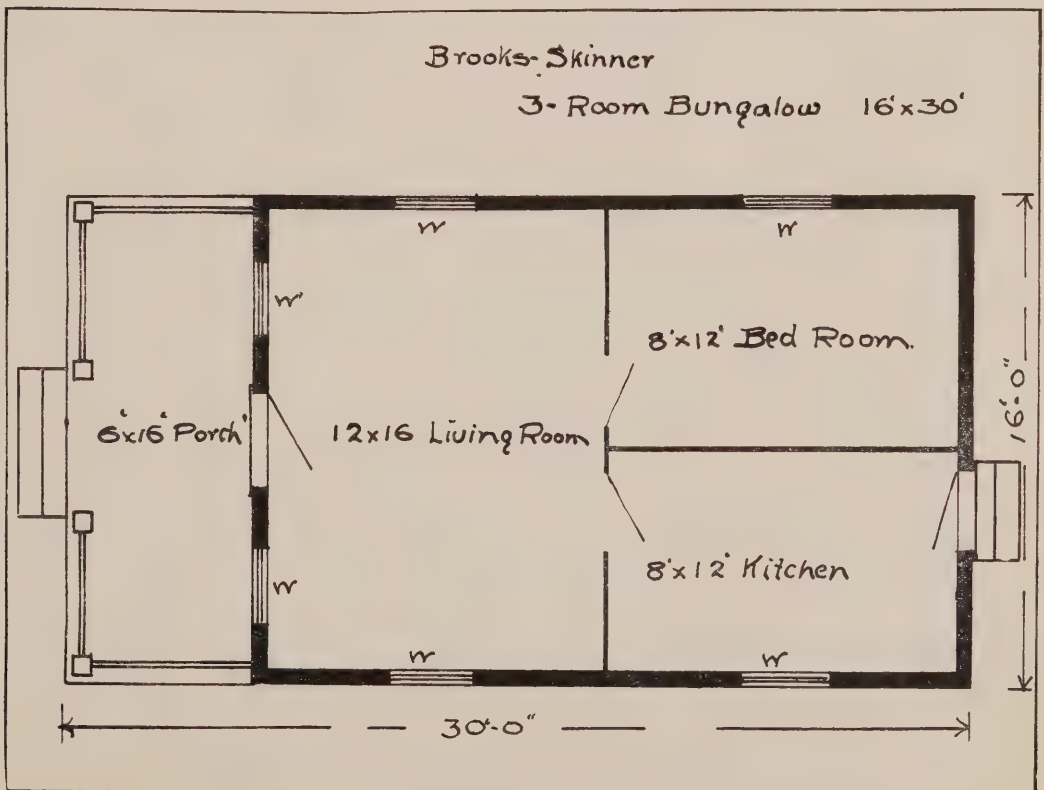 Brooks-Skinner
3-Room Bungalow 16'x30'
W
W
W'
8'x12' Bed Room.
6'x16' Porch'
12x16 Living Room
16'-0"
8'x12' Kitchen
W
W
W
30'-0"